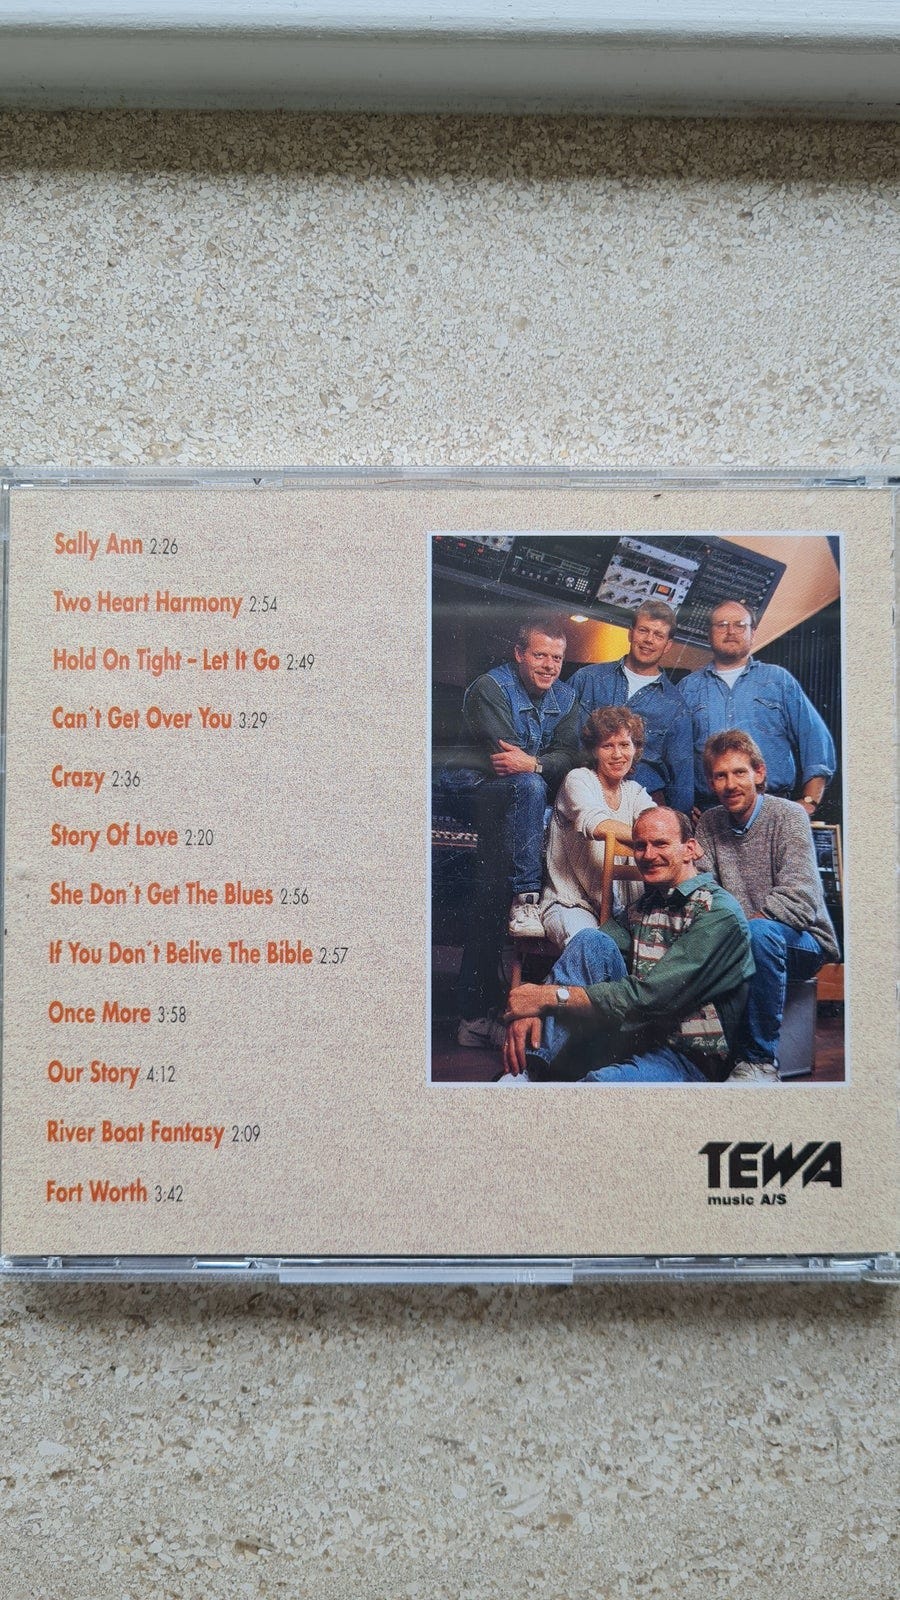 Sally Ann 2:26
Two Heart Harmony 2:54
Hold On Tight – Let It Go 2:49
Can´t Get Over You 3:29
Crazy 2:36
Story Of Love 2:20
She Don´t Get The Blues 2:56
If You Don´t Belive The Bible 2:57
Once More 3:58
Our Story 4:12
River Boat Fantasy 2:09
Fort Worth 3:42
TEWA
music A/S